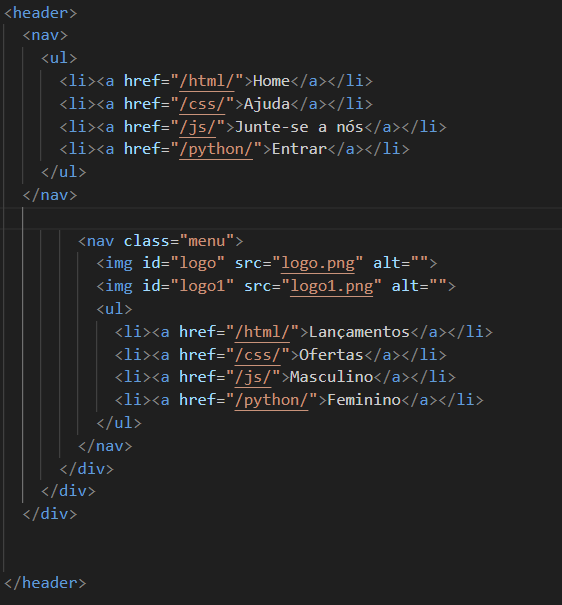 <header>
<nav>
<ul>
<li><a href="/html/">Home</a></li>
<li><a href="/css/">Ajuda</a></li>
<li><a href="/js/">Junte-se a nós</a></li>
<li><a href="/python/">Entrar</a></li>
</ul>
</nav>
<nav class="menu">
<img id="logo" src="logo.png" alt="">
<img id="logo1" src="logo1.png" alt="">
<ul>
<li><a href="/html/">Lançamentos</a></li>
<li><a href="/css/">Ofertas</a></li>
<li><a href="/js/">Masculino</a></li>
<li><a href="/python/">Feminino</a></li>
</ul>
</nav>
</div>
</div>
</div>
</header>